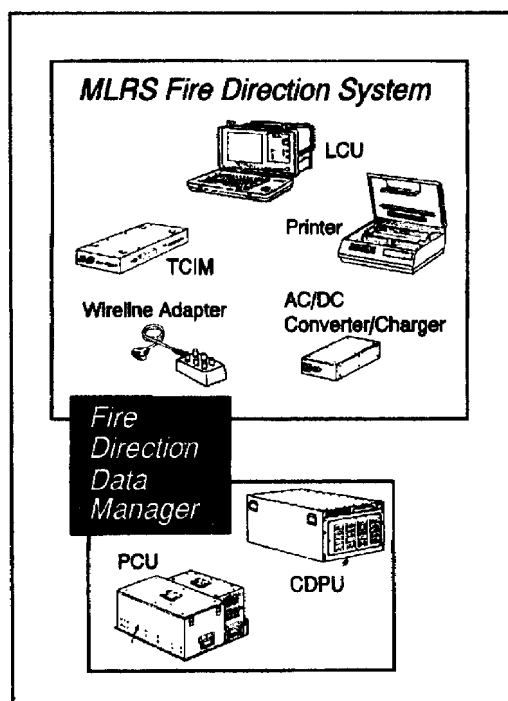 MLRS Fire Direction System
LCU
Printer
TCIM
Wireline Adapter
AC/DC
Converter/Charger
Fire
Direction
Data
Manager
PCU
CDPU